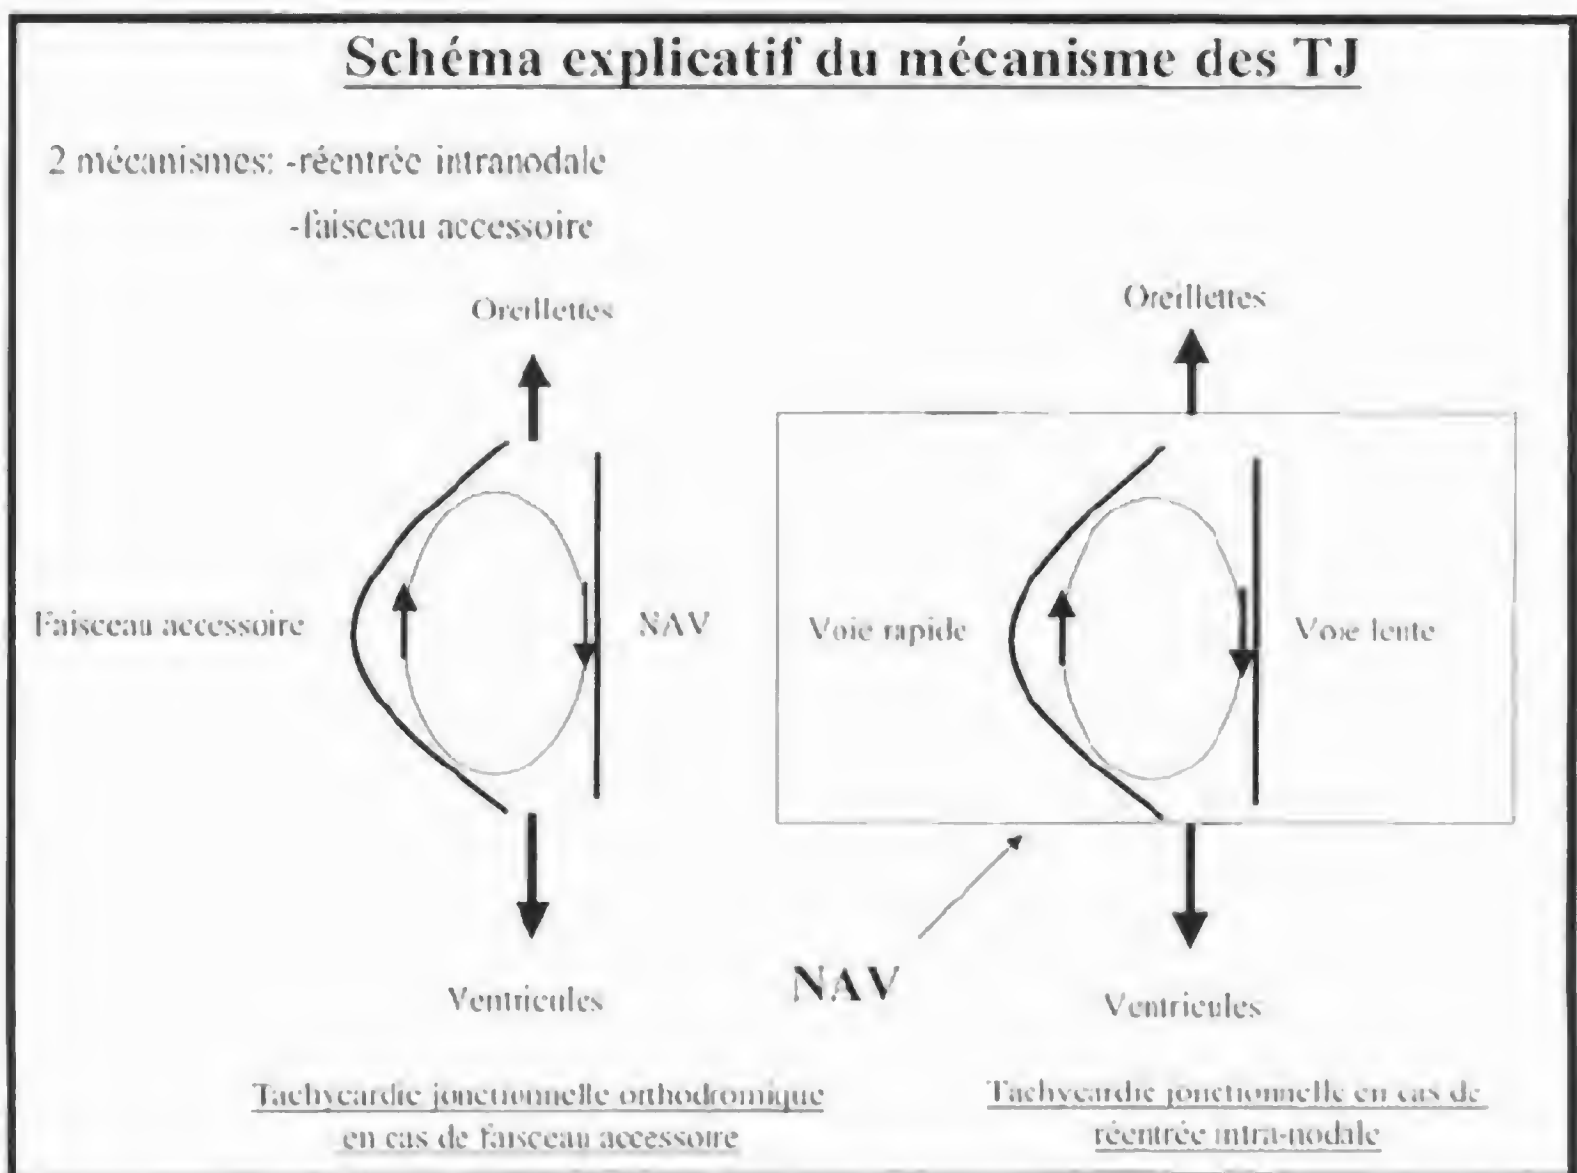 Schéma explicatif du mécanisme des TJ
2 mécanismes: -réentrée intranodale
-faisceau accessoire
Oreillettes
Oreillettes
Faisceau accessoire
NAV
Voie rapide
Voie lente
Ventricules
NAV
Ventricules
Tachycardie jonctionnelle orthodromique
en cas de faisceau accessoire
Tachycardie jonctionnelle en cas de
réentrée intra-nodale